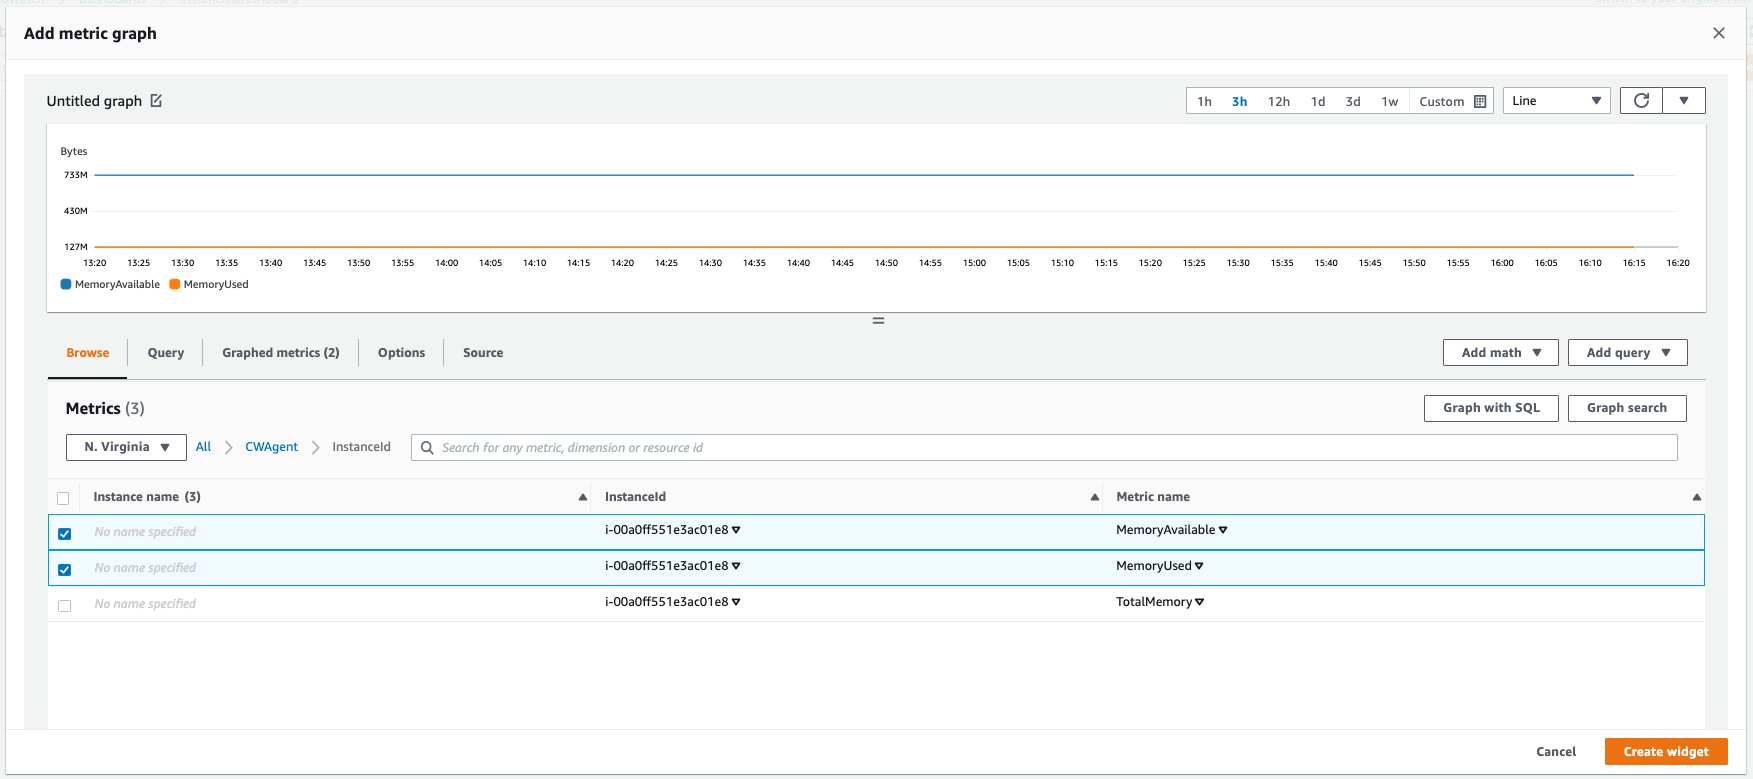 Dashboards
Add metric graph
Untitled graph
1h 3h 12h 1d 3d 1w Custom
Line
Bytes
733M
430M
127M
13:20 13:25 13:30 13:35 13:40 13:45 13:50 13:55 14:00 14:05 14:10 14:15 14:20 14:25 14:30 14:35 14:40 14:45 14:50 14:55 15:00 15:05 15:10 15:15 15:20 15:25 15:30 15:35 15:40 15:45 15:50 15:55 16:00 16:05 16:10 16:15 16:20
MemoryAvailable MemoryUsed
Browse Query Graphed metrics (2) Options Source Add math Add query
Metrics (3) Graph with SQL Graph search
N. Virginia All CWAgent InstanceId Search for any metric, dimension or resource id
Instance name (3) InstanceId Metric name
No name specified i-00a0ff551e3ac01e8 MemoryAvailable
No name specified i-00a0ff551e3ac01e8 MemoryUsed
No name specified i-00a0ff551e3ac01e8 TotalMemory
Cancel Create widget